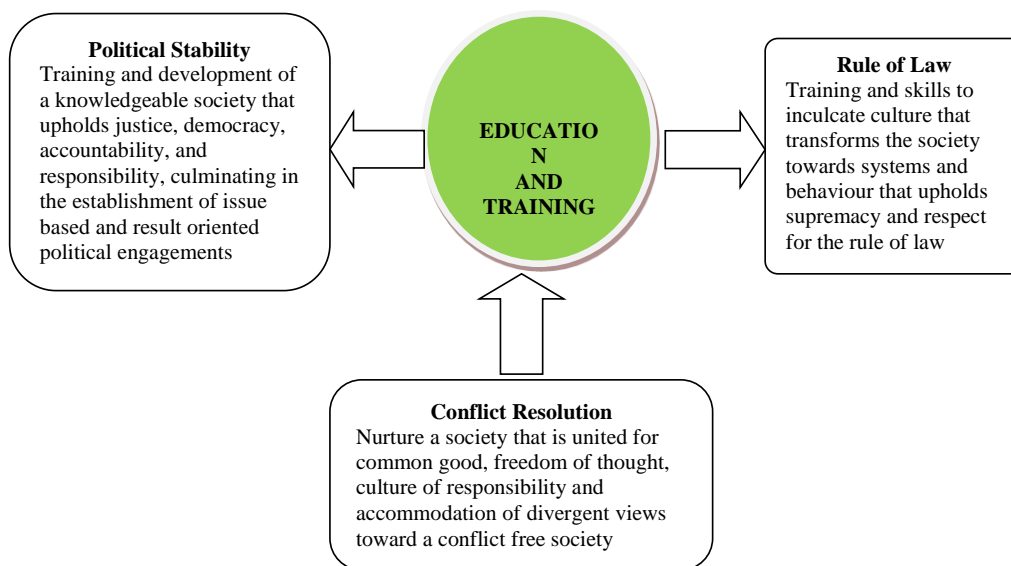 Political Stability
Training and development of
a knowledgeable society that
upholds justice, democracy,
accountability, and
responsibility, culminating in
the establishment of issue
based and result oriented
political engagements
EDUCATIO
N
AND
TRAINING
Rule of Law
Training and skills to
inculcate culture that
transforms the society
towards systems and
behaviour that upholds
supremacy and respect
for the rule of law
Conflict Resolution
Nurture a society that is united for
common good, freedom of thought,
culture of responsibility and
accommodation of divergent views
toward a conflict free society